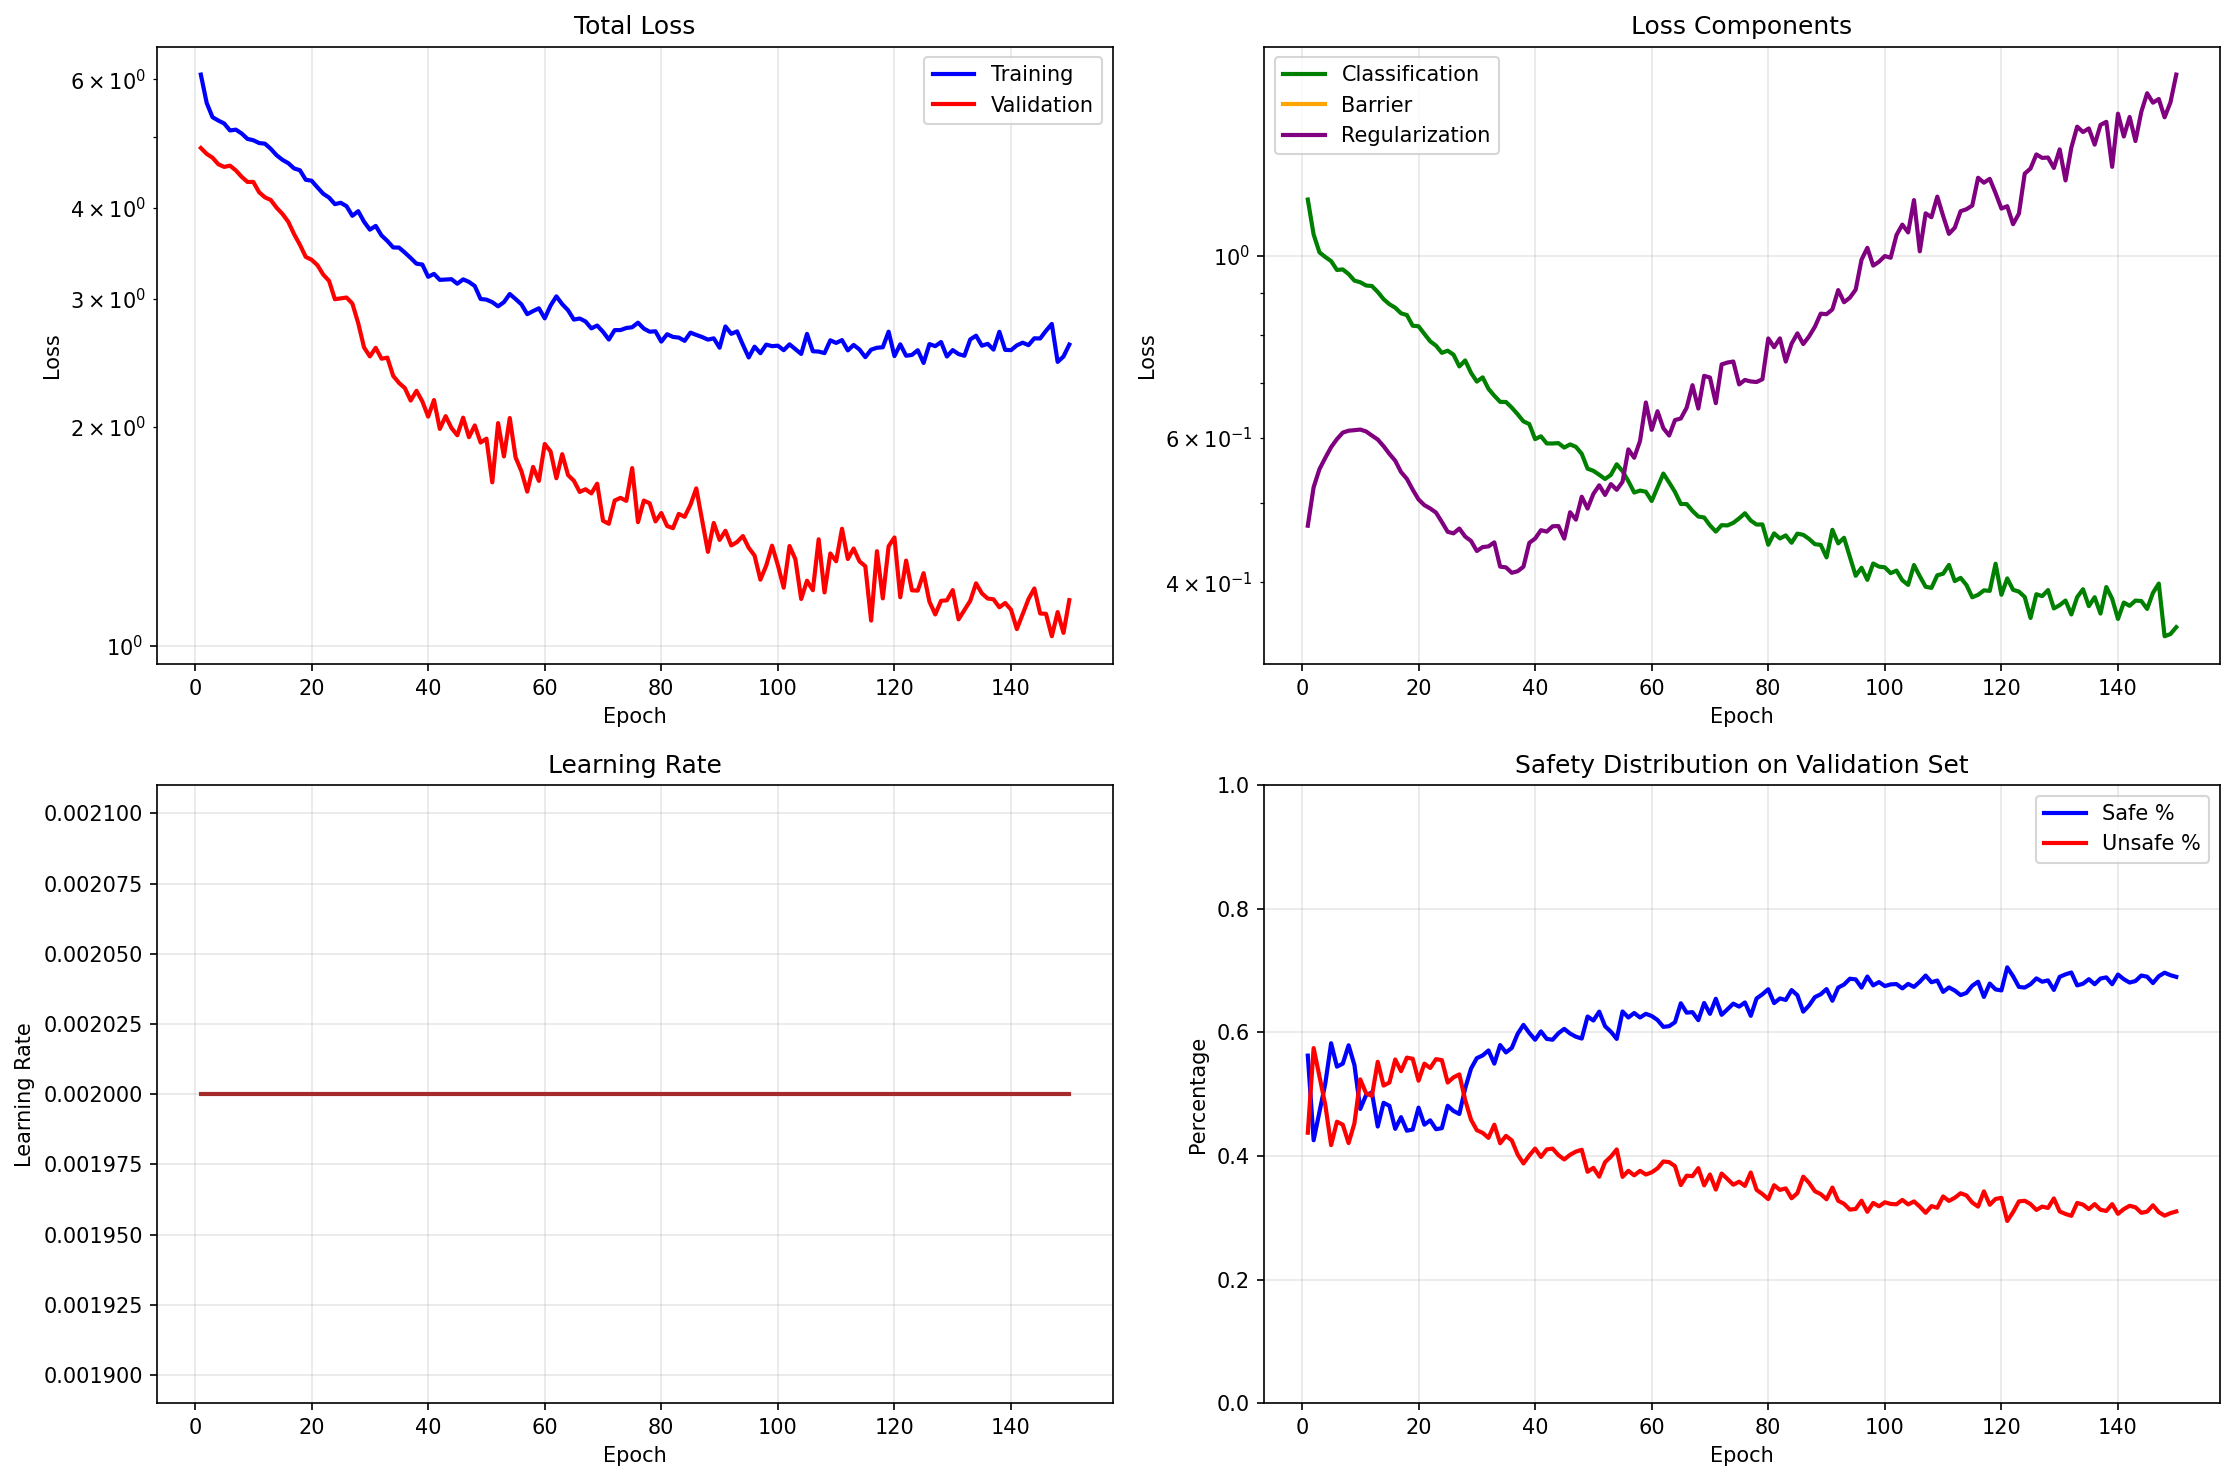 Total Loss
6 × 10⁰
4 × 10⁰
3 × 10⁰
2 × 10⁰
10⁰
Loss
Training
Validation
0 20 40 60 80 100 120 140
Epoch
Loss Components
10⁰
6 × 10⁻¹
4 × 10⁻¹
Loss
Classification
Barrier
Regularization
0 20 40 60 80 100 120 140
Epoch
Learning Rate
0.002100
0.002075
0.002050
0.002025
0.002000
0.001975
0.001950
0.001925
0.001900
Learning Rate
0 20 40 60 80 100 120 140
Epoch
Safety Distribution on Validation Set
1.0
0.8
0.6
0.4
0.2
0.0
Percentage
Safe %
Unsafe %
0 20 40 60 80 100 120 140
Epoch